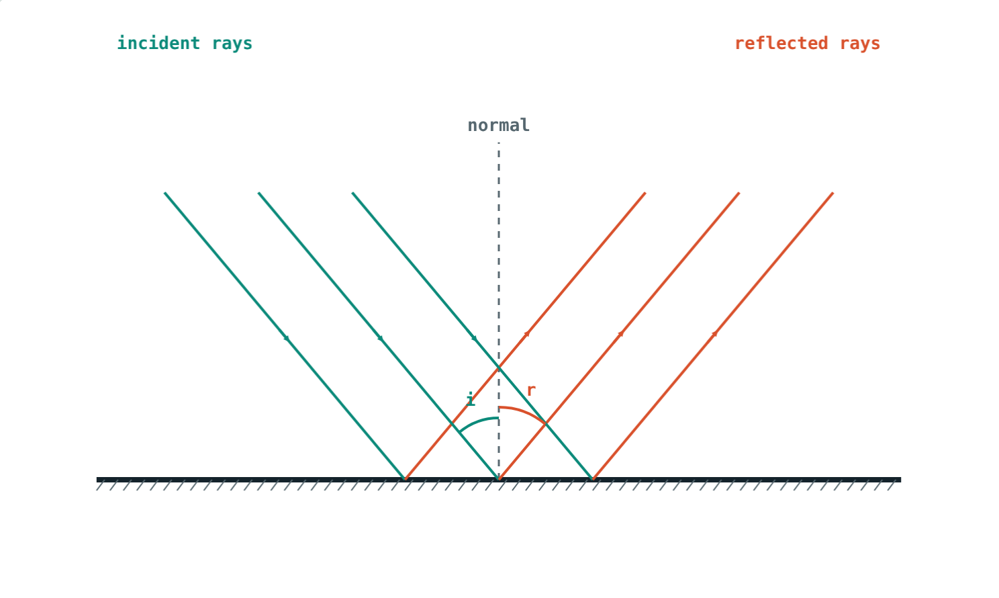 incident rays
reflected rays
normal
i
r